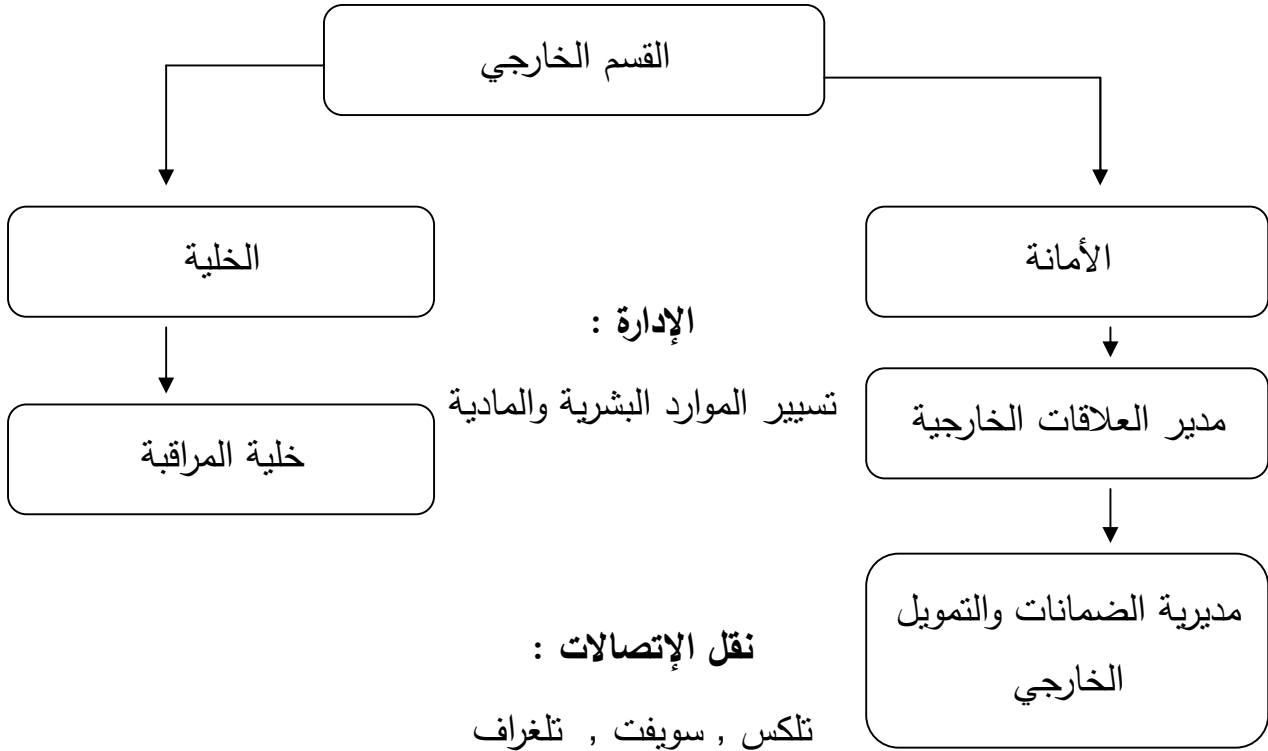 القسم الخارجي
الأمانة
الخلية
الإدارة :
تسيير الموارد البشرية والمادية
مدير العلاقات الخارجية
خلية المراقبة
مديرية الضمانات والتمويل
الخارجي
نقل الإتصالات :
تلكس , سويفت , تلغراف